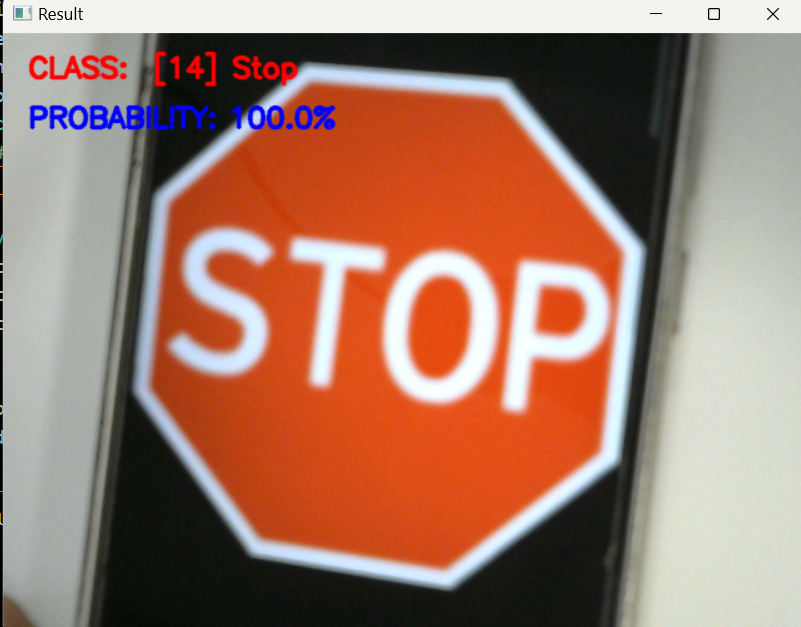 Result
CLASS: [14] Stop
PROBABILITY: 100.0%
STOP